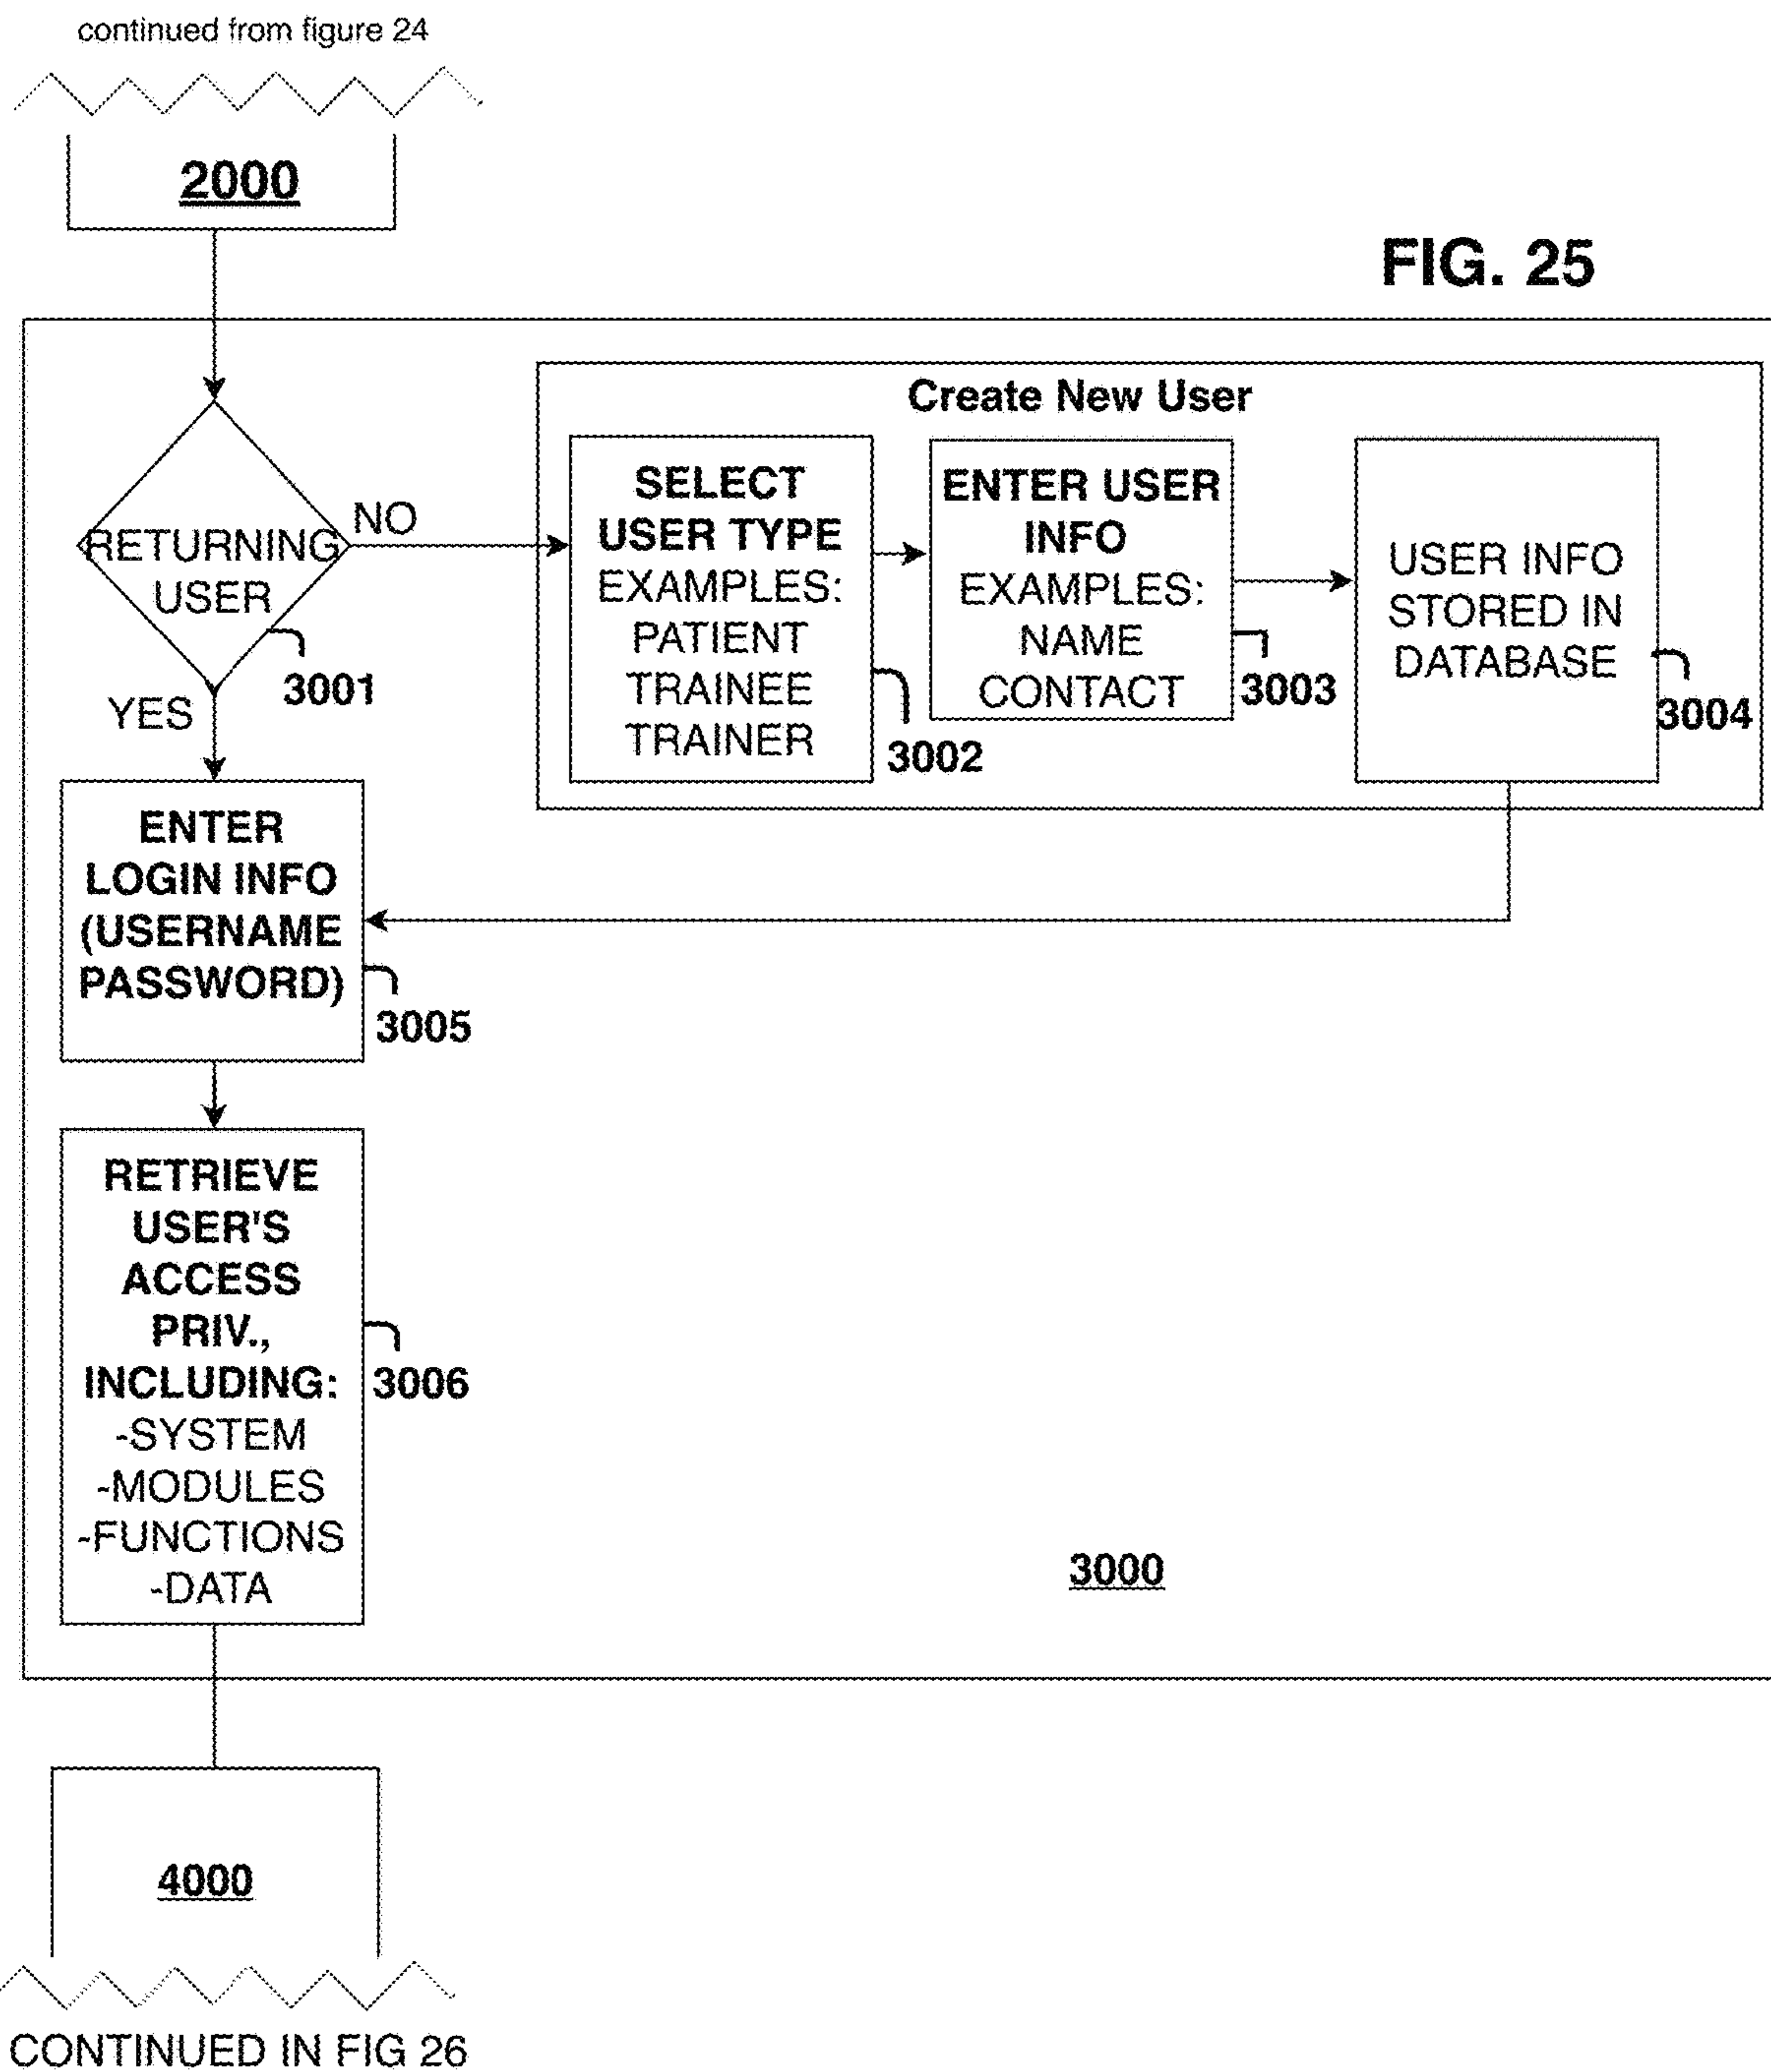 continued from figure 24
2000
FIG. 25
RETURNING
USER
3001
NO
YES
Create New User
SELECT
USER TYPE
EXAMPLES:
PATIENT
TRAINEE
TRAINER
3002
ENTER USER
INFO
EXAMPLES:
NAME
CONTACT
3003
USER INFO
STORED IN
DATABASE
3004
ENTER
LOGIN INFO
(USERNAME
PASSWORD)
3005
RETRIEVE
USER'S
ACCESS
PRIV.,
INCLUDING:
-SYSTEM
-MODULES
-FUNCTIONS
-DATA
3006
3000
4000
CONTINUED IN FIG 26